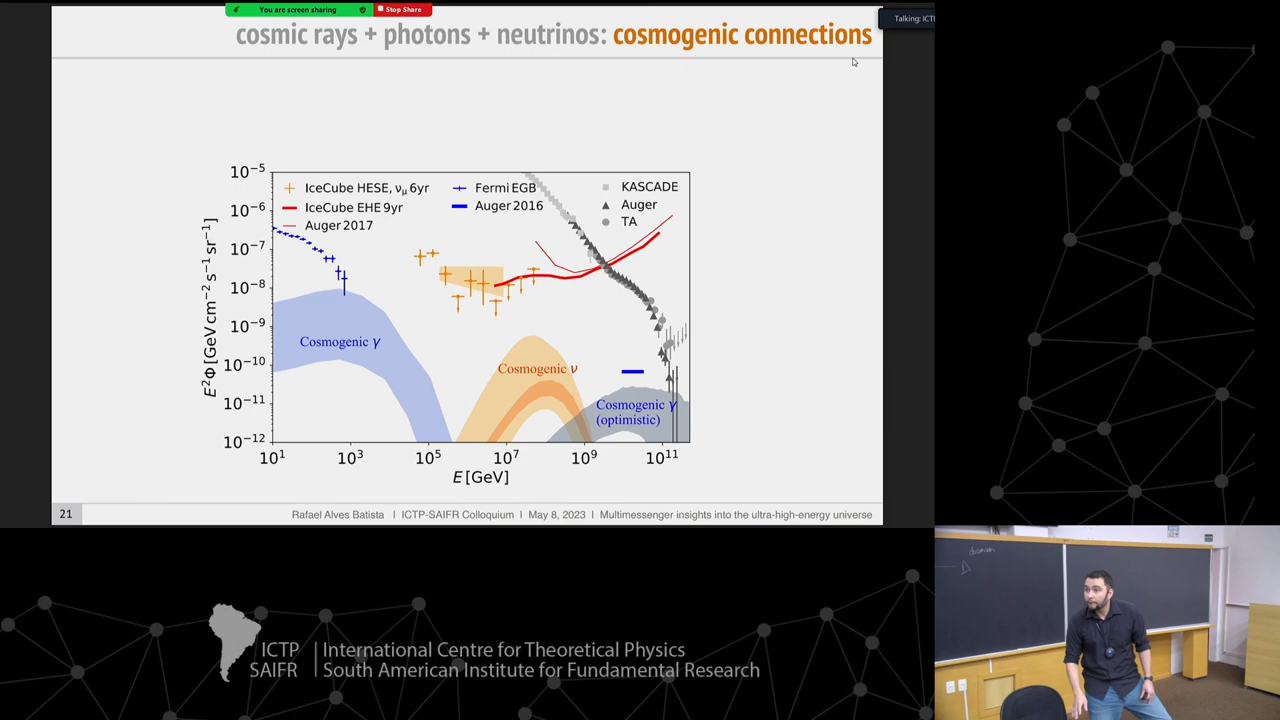 You are screen sharing
Stop Share
Talking: ICTI
cosmic rays + photons + neutrinos: cosmogenic connections
10⁻⁵
10⁻⁶
10⁻⁷
10⁻⁸
10⁻⁹
10⁻¹⁰
10⁻¹¹
10⁻¹²
E²Φ [GeV cm⁻² s⁻¹ sr⁻¹]
IceCube HESE, νμ 6yr
IceCube EHE 9yr
Auger 2017
Fermi EGB
Auger 2016
KASCADE
Auger
TA
Cosmogenic γ
Cosmogenic ν
Cosmogenic γ
(optimistic)
10¹ 10³ 10⁵ 10⁷ 10⁹ 10¹¹
E [GeV]
21
Rafael Alves Batista | ICTP-SAIFR Colloquium | May 8, 2023 | Multimessenger insights into the ultra-high-energy universe
ICTP
SAIFR
International Centre for Theoretical Physics
South American Institute for Fundamental Research